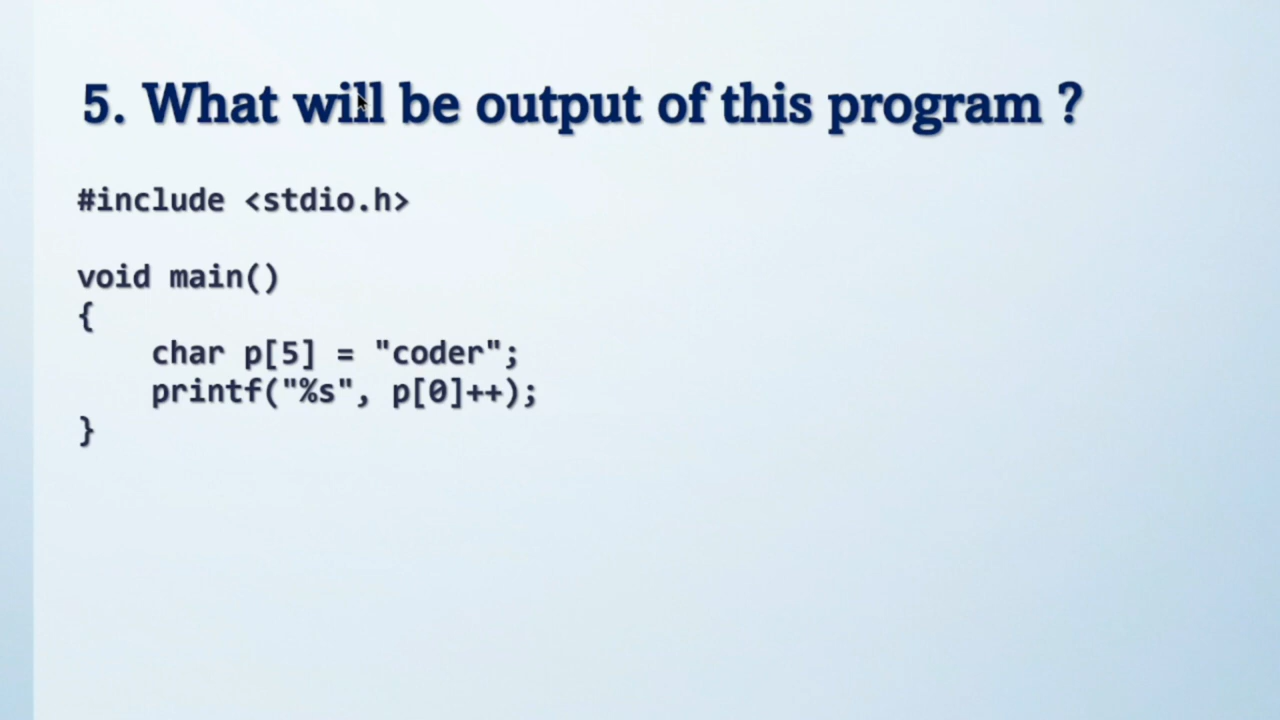 5. What will be output of this program ?
#include <stdio.h>
void main()
{
char p[5] = "coder";
printf("%s", p[0]++);
}